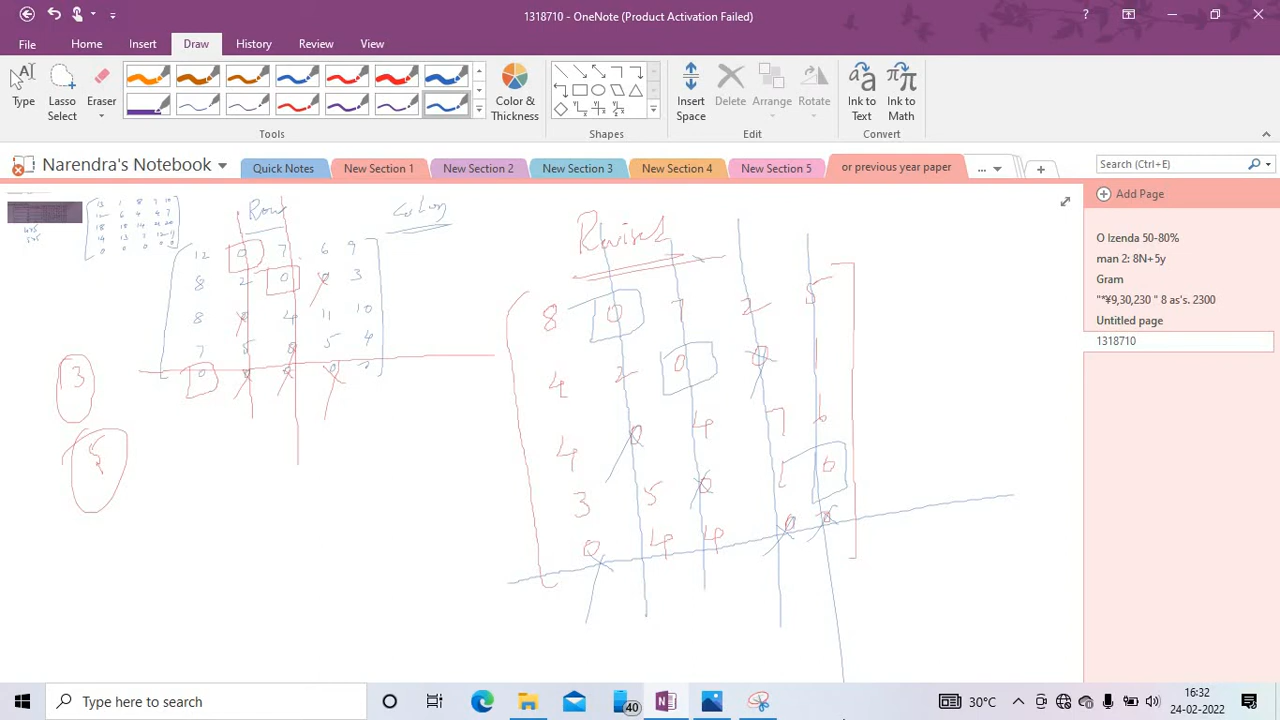 1318710 - OneNote (Product Activation Failed)
File Home Insert Draw History Review View
Type Lasso Select Eraser Color & Thickness Insert Space Delete Arrange Rotate Ink to Text Ink to Math
Tools Shapes Edit Convert
Narendra's Notebook Quick Notes New Section 1 New Section 2 New Section 3 New Section 4 New Section 5 or previous year paper ... Search (Ctrl+E)
Add Page
O Izenda 50-80%
man 2: 8N+5y
Gram
"*¥9,30,230 " 8 as's. 2300
Untitled page
1318710
Row
12 0 7 6 9
8 2 0 0 3
8 0 4 11 10
7 5 0 5 4
3
Revised
8 0 7 2 5
4 2 0 0 1
4 0 4 7 6
3 5 0 0
0 4 4 0
Type here to search 40 30°C 16:32
24-02-2022